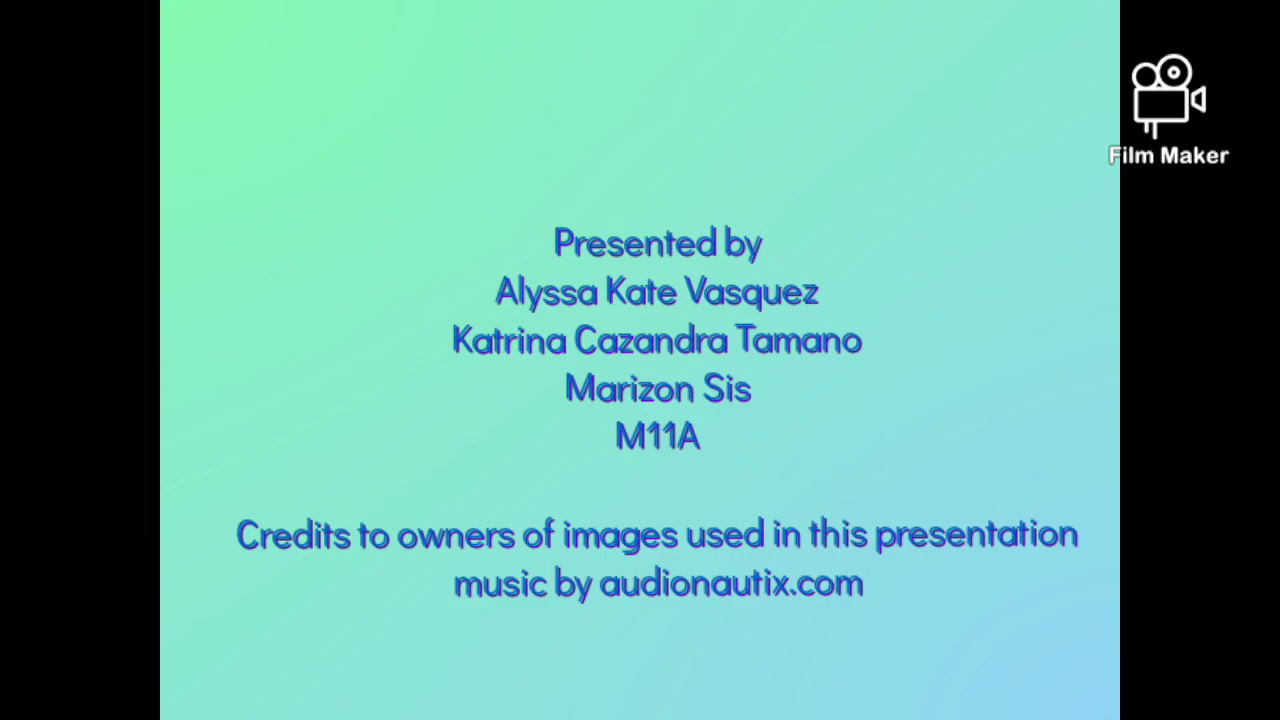 Film Maker
Presented by
Alyssa Kate Vasquez
Katrina Cazandra Tamano
Marizon Sis
M11A
Credits to owners of images used in this presentation
music by audionautix.com